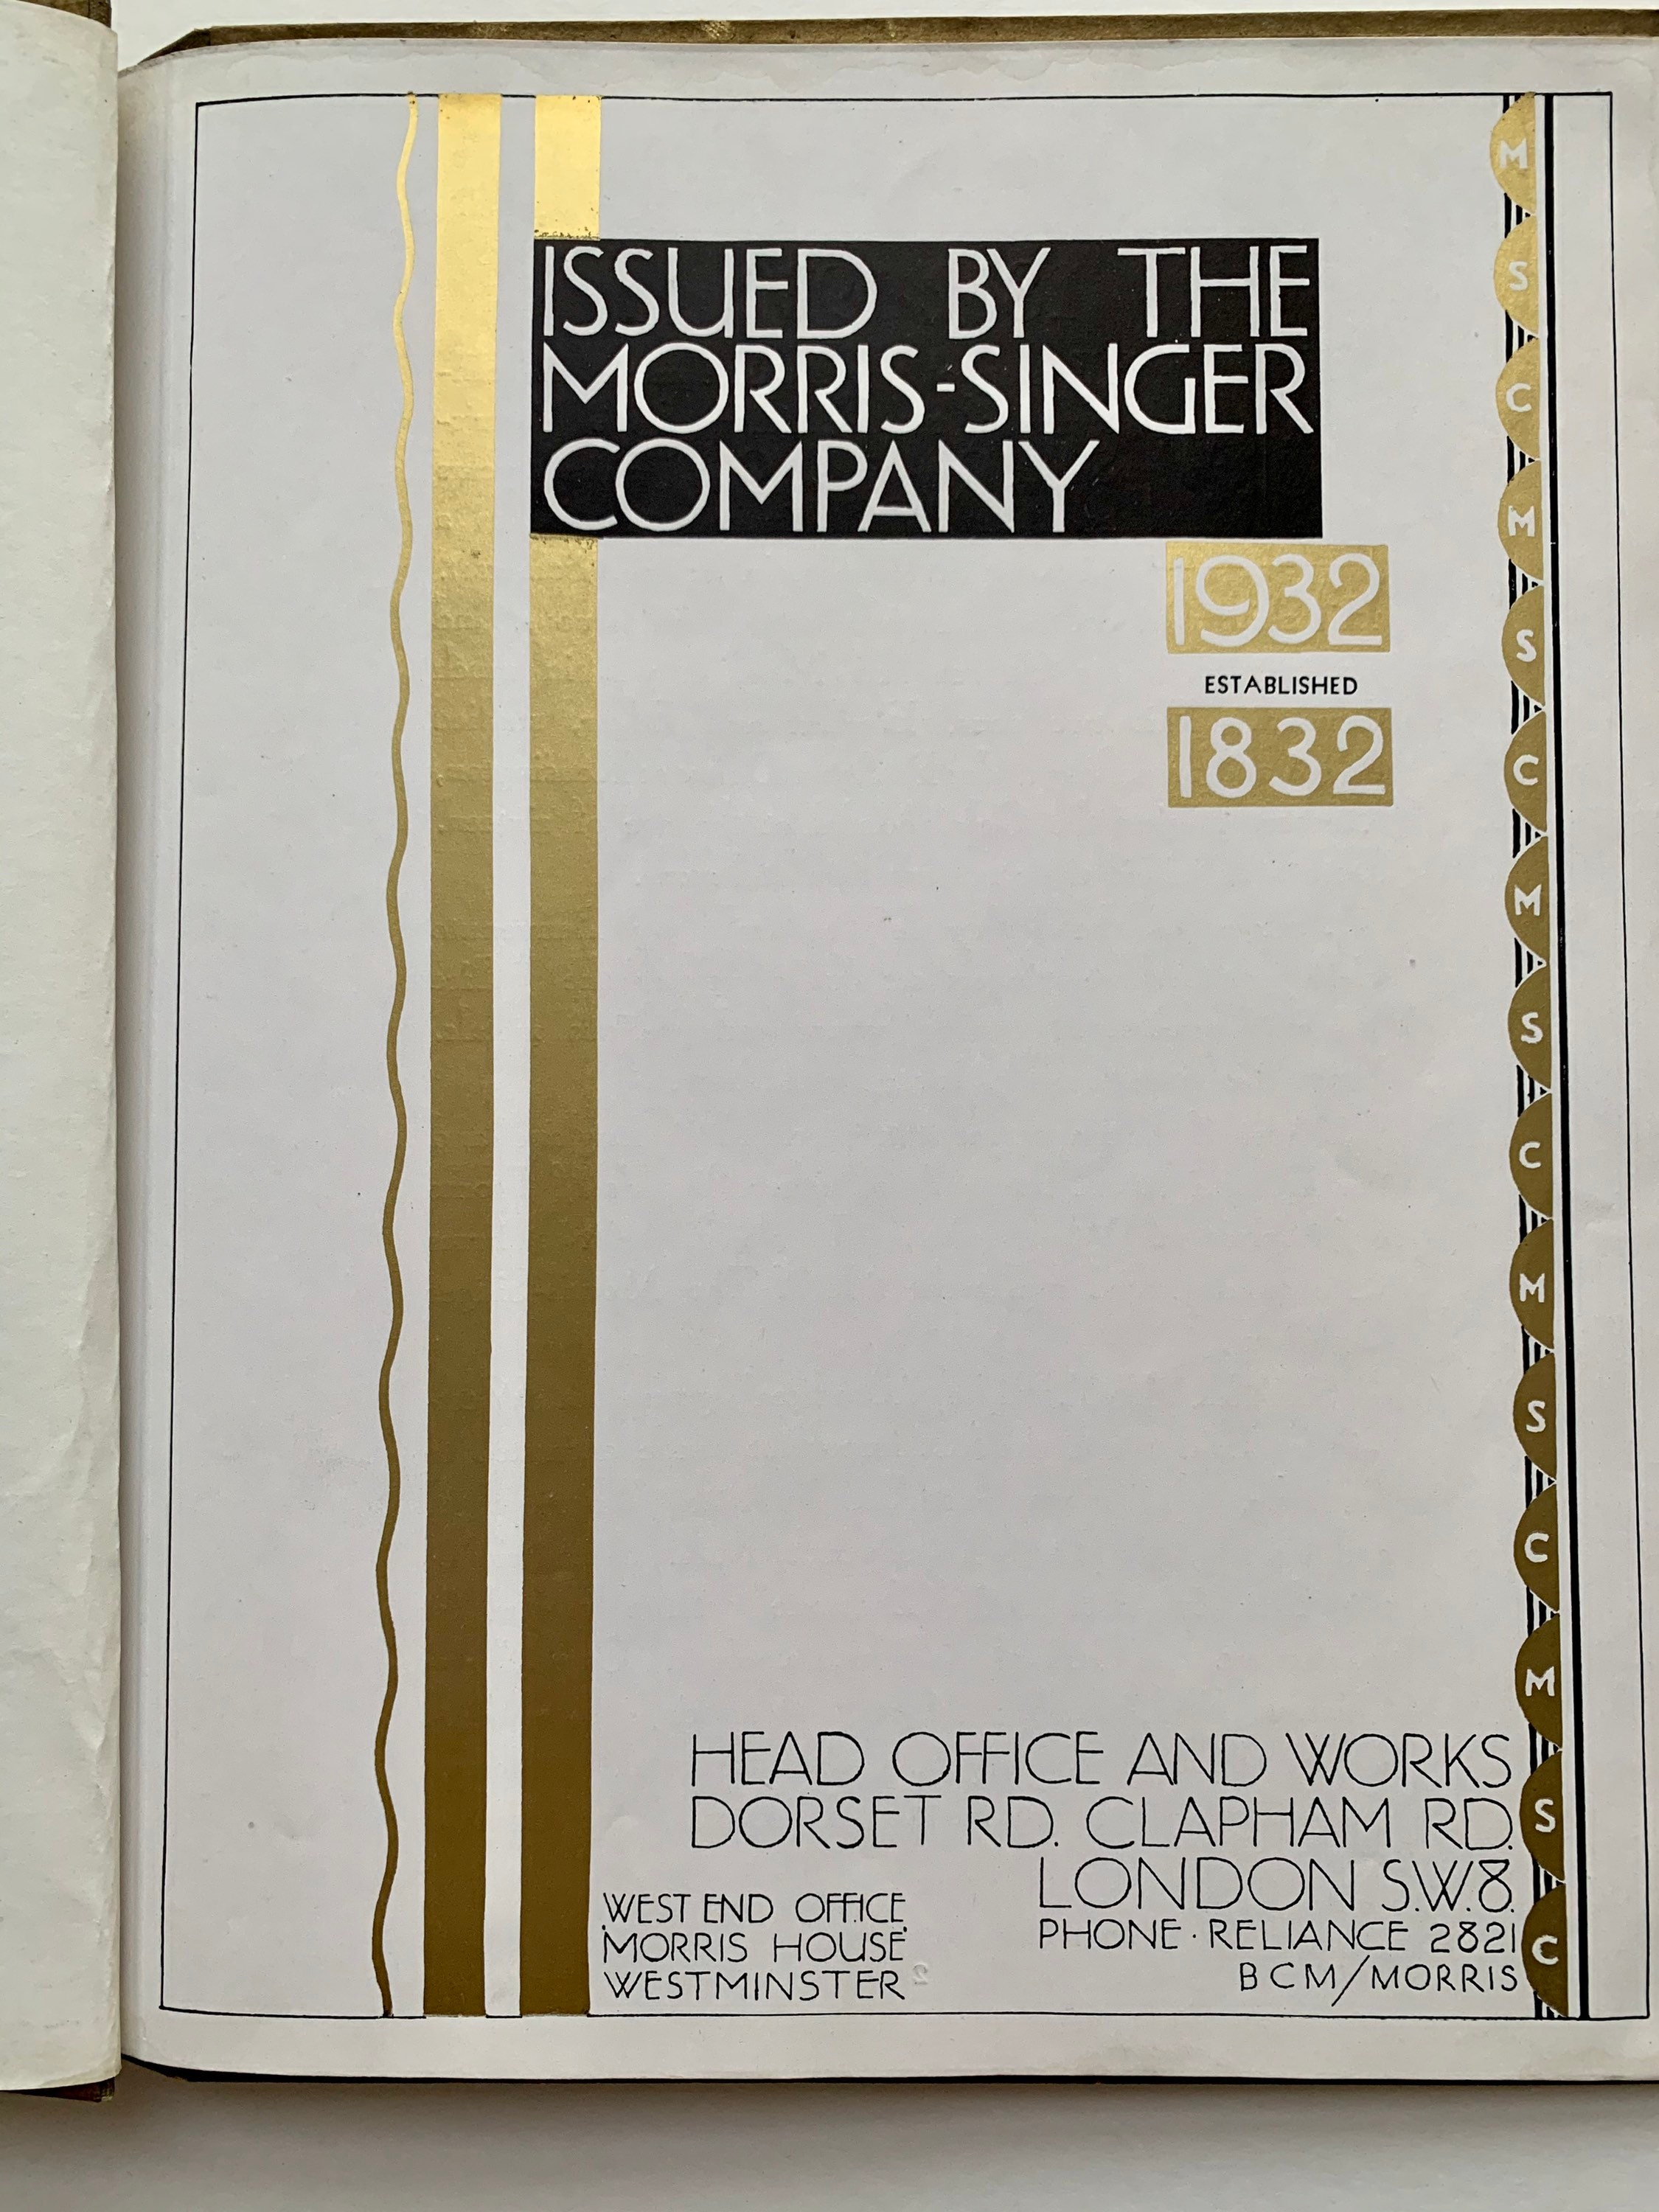 ISSUED BY THE
MORRIS-SINGER
COMPANY
1932
ESTABLISHED
1832
HEAD OFFICE AND WORKS
DORSET RD. CLAPHAM RD.
LONDON S.W.8.
PHONE · RELIANCE 2821
BCM/MORRIS
WEST END OFFICE,
MORRIS HOUSE
WESTMINSTER
M
S
C
M
S
C
M
S
C
M
S
C
M
S
C